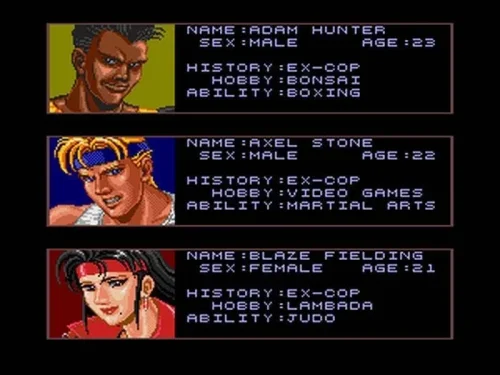 NAME:ADAM HUNTER
SEX:MALE AGE:23
HISTORY:EX-COP
HOBBY:BONSAI
ABILITY:BOXING
NAME:AXEL STONE
SEX:MALE AGE:22
HISTORY:EX-COP
HOBBY:VIDEO GAMES
ABILITY:MARTIAL ARTS
NAME:BLAZE FIELDING
SEX:FEMALE AGE:21
HISTORY:EX-COP
HOBBY:LAMBADA
ABILITY:JUDO